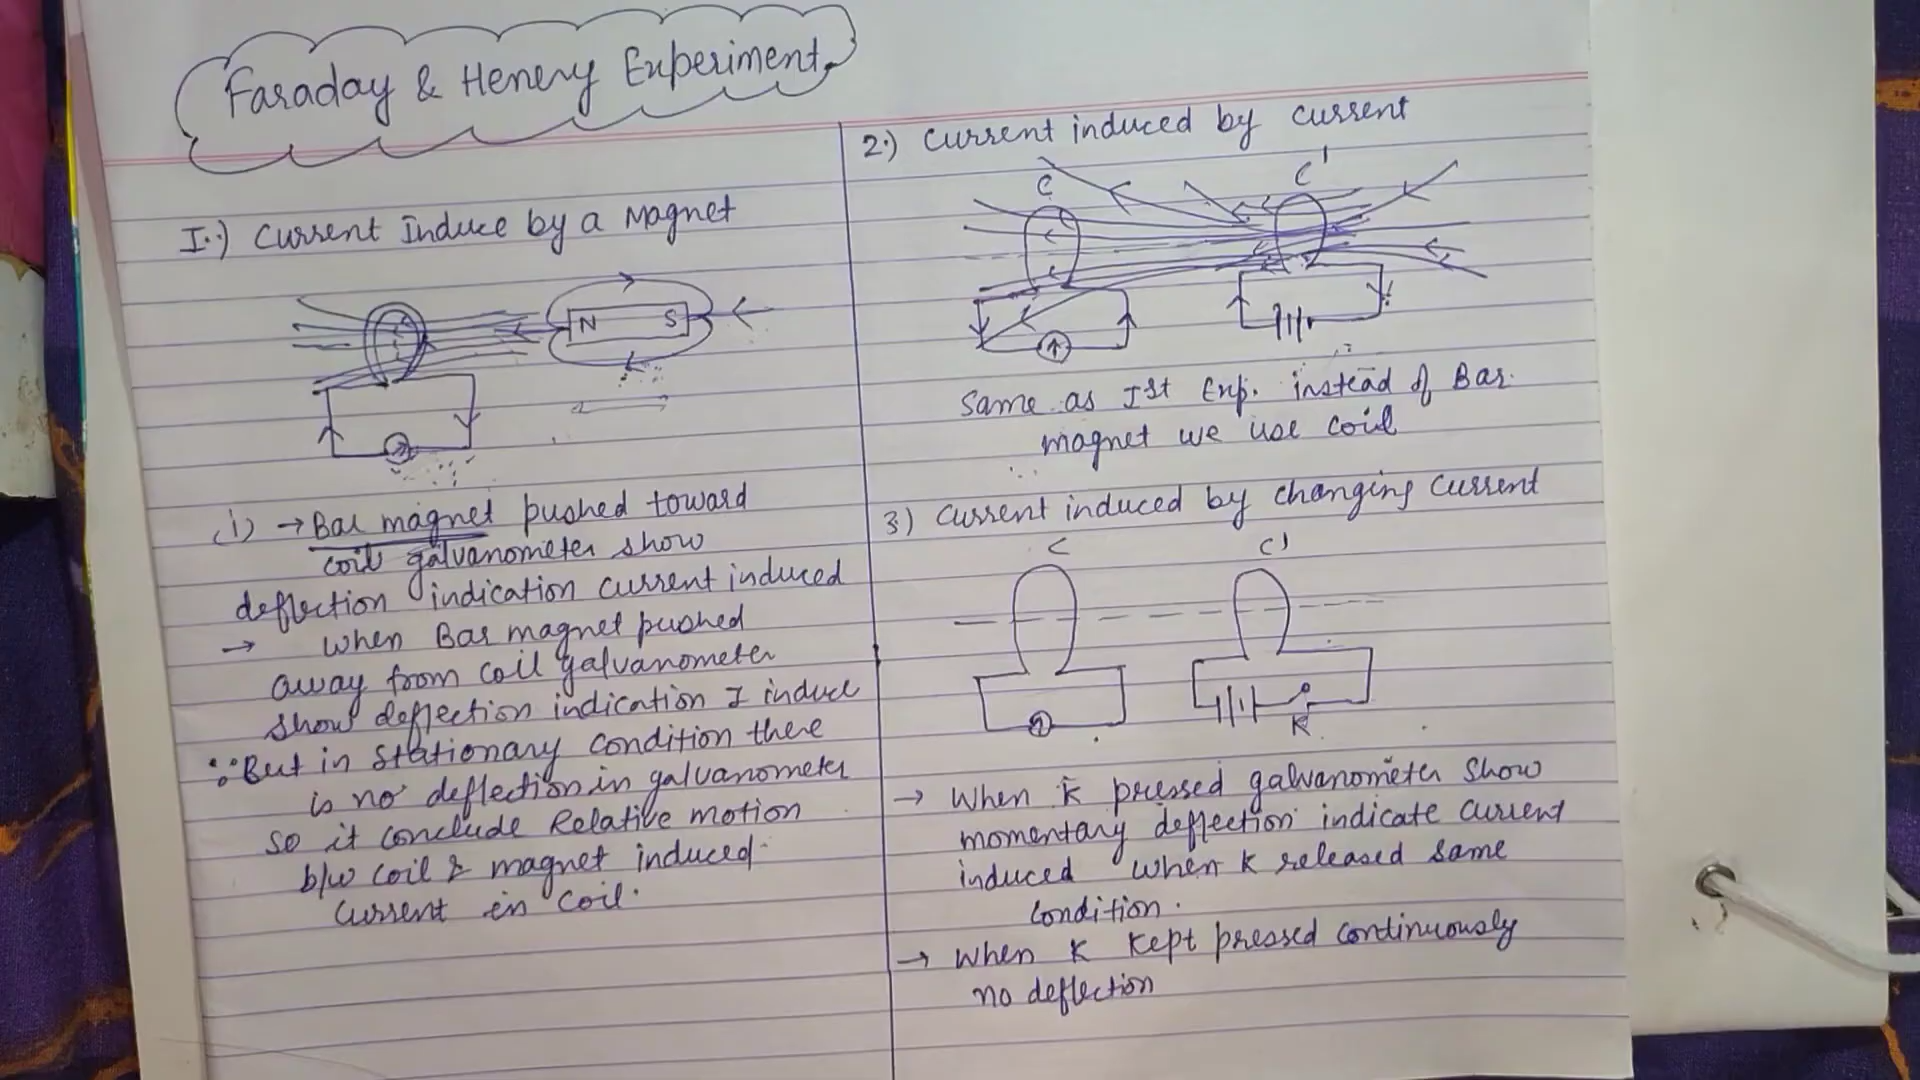 Faraday & Henery Experiment
I.) Current Induce by a Magnet
N S
(i) → Bar magnet pushed toward
coil galvanometer show
deflection indication current induced
→ when Bar magnet pushed
away from coil galvanometer
show deflection indication I induce
But in stationary condition there
is no deflection in galvanometer
so it conclude Relative motion
b/w coil & magnet induced
current in coil.
2.) Current induced by current
C C'
Same as Ist Exp. instead of Bar
magnet we use coil
3) Current induced by changing current
C C'
K
→ When K pressed galvanometer show
momentary deflection indicate current
induced when K released same
condition.
→ when K kept pressed continuously
no deflection